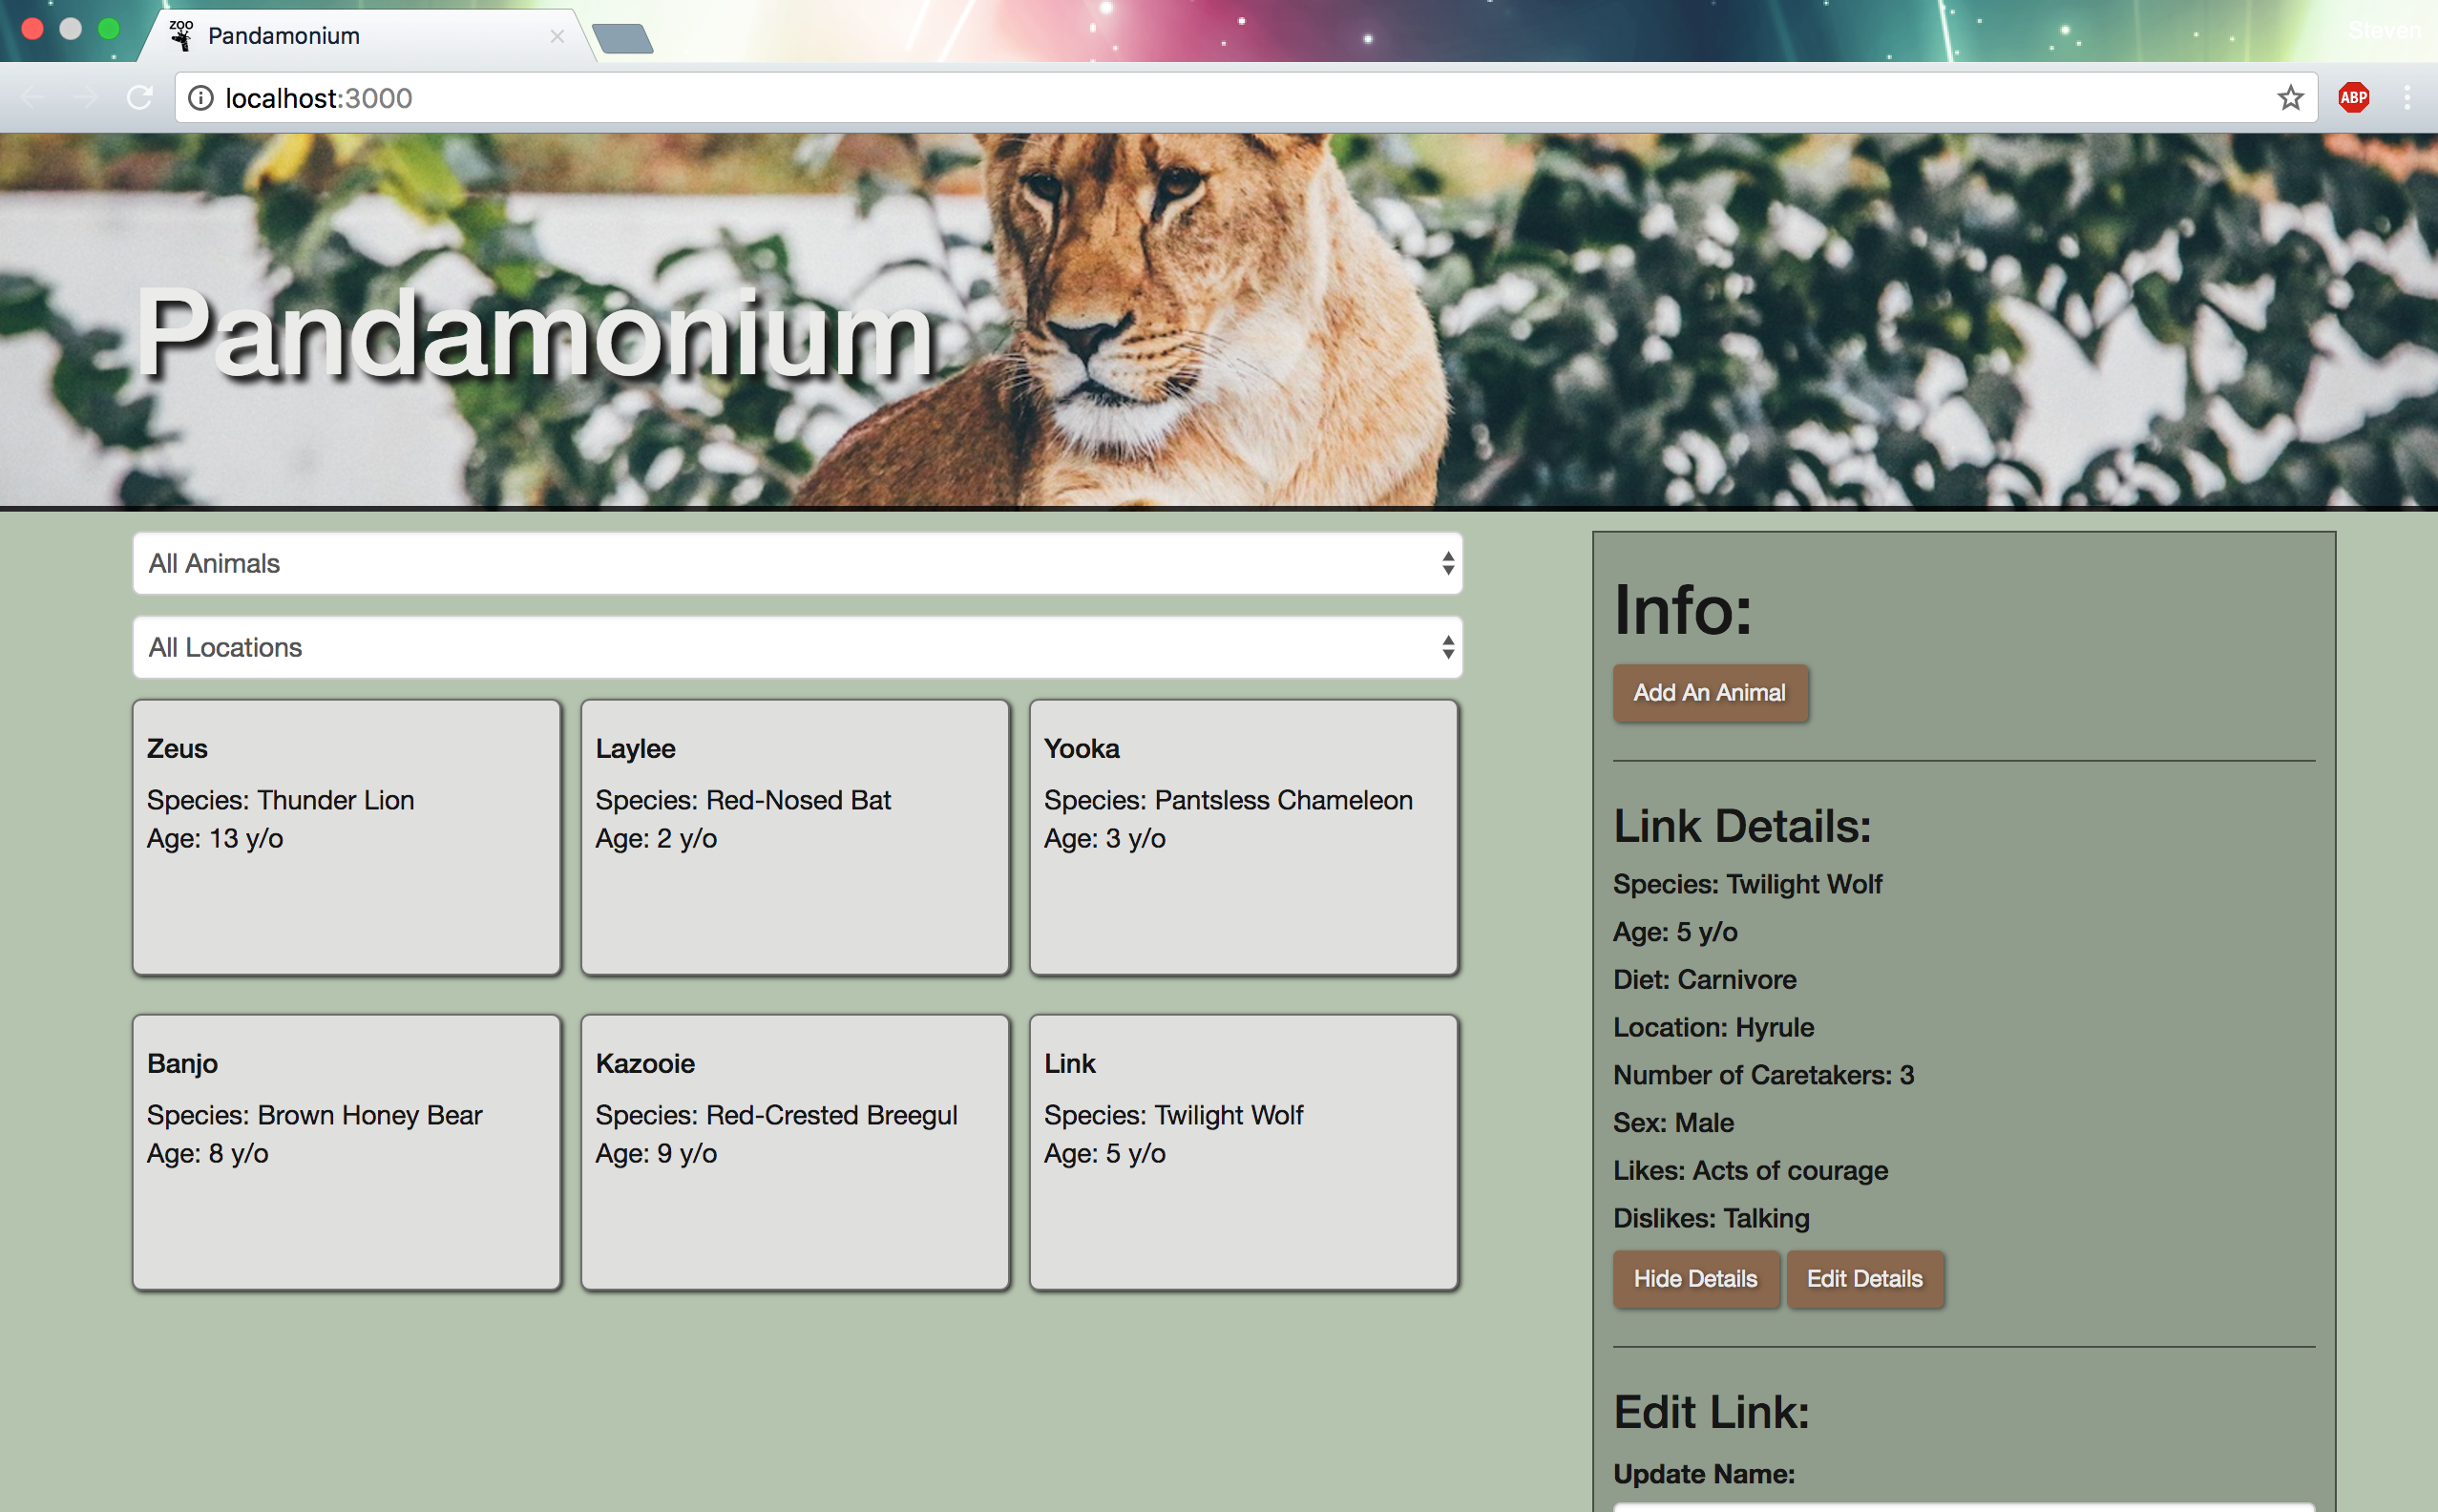 ZOO
Pandamonium
Steven
localhost:3000
ABP
Pandamonium
All Animals
All Locations
Zeus
Species: Thunder Lion
Age: 13 y/o
Laylee
Species: Red-Nosed Bat
Age: 2 y/o
Yooka
Species: Pantsless Chameleon
Age: 3 y/o
Banjo
Species: Brown Honey Bear
Age: 8 y/o
Kazooie
Species: Red-Crested Breegul
Age: 9 y/o
Link
Species: Twilight Wolf
Age: 5 y/o
Info:
Add An Animal
Link Details:
Species: Twilight Wolf
Age: 5 y/o
Diet: Carnivore
Location: Hyrule
Number of Caretakers: 3
Sex: Male
Likes: Acts of courage
Dislikes: Talking
Hide Details
Edit Details
Edit Link:
Update Name: